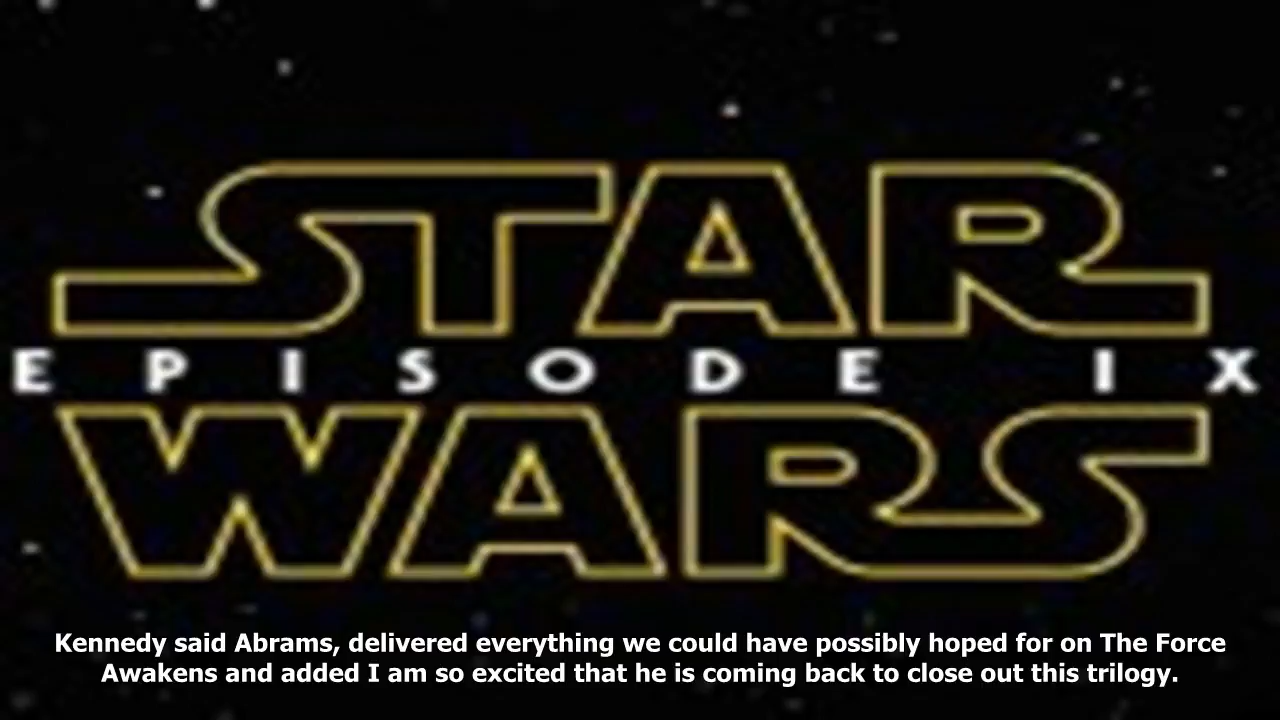 STAR
EPISODE IX
WARS
Kennedy said Abrams, delivered everything we could have possibly hoped for on The Force
Awakens and added I am so excited that he is coming back to close out this trilogy.